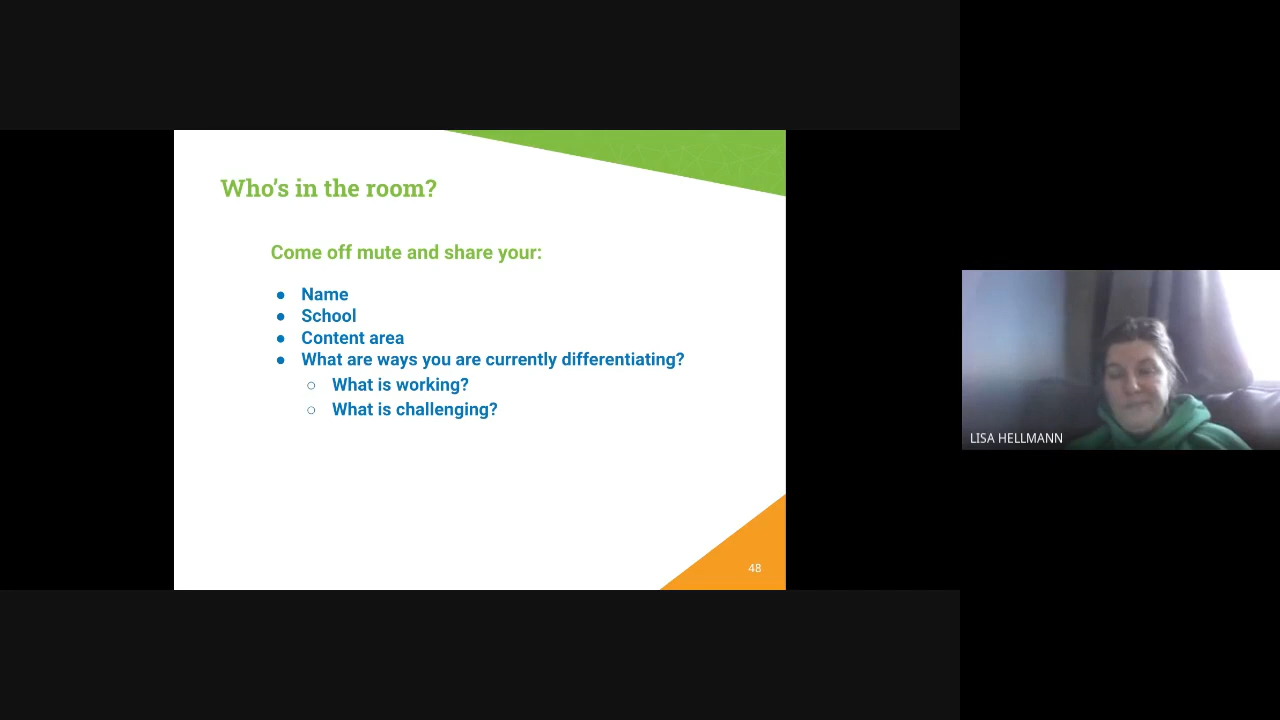 Who's in the room?
Come off mute and share your:
● Name
● School
● Content area
● What are ways you are currently differentiating?
○ What is working?
○ What is challenging?
48
LISA HELLMANN